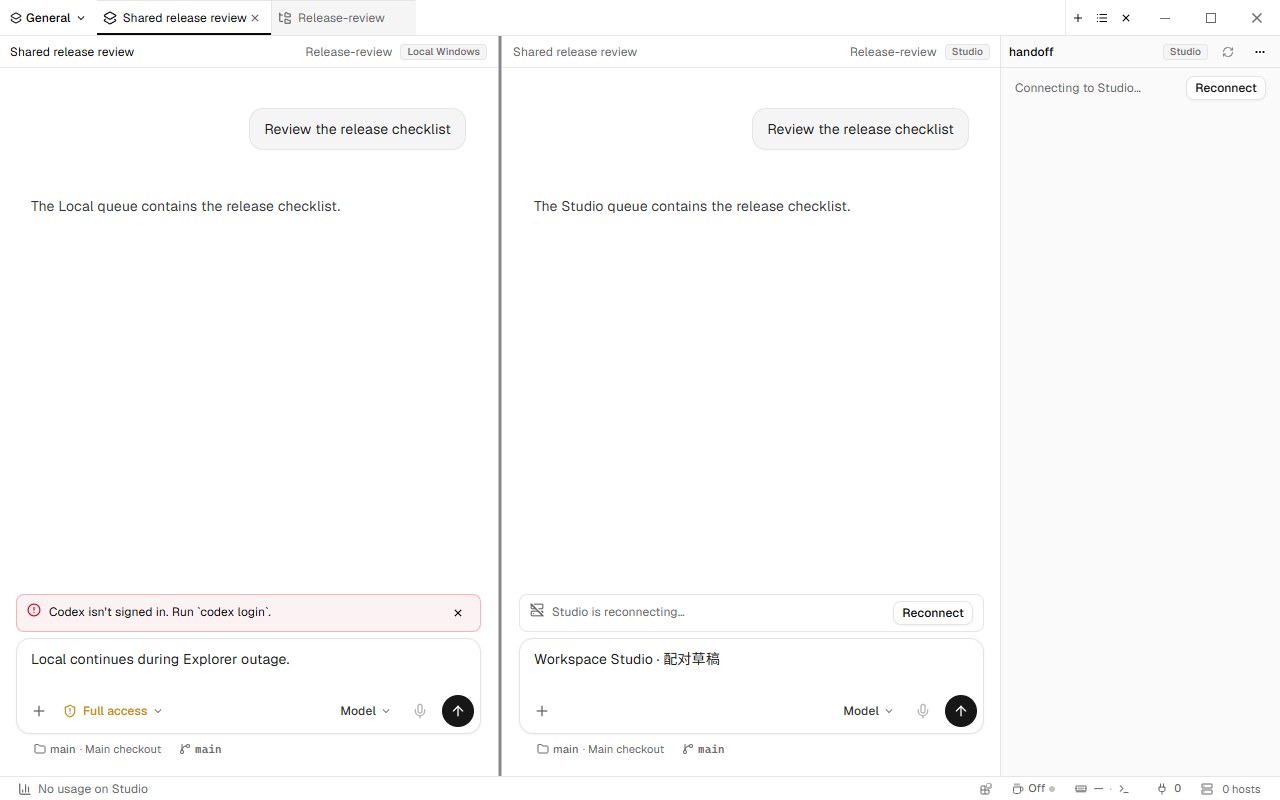 General
Shared release review
Release-review
Shared release review
Release-review
Local Windows
Shared release review
Release-review
Studio
handoff
Studio
Review the release checklist
The Local queue contains the release checklist.
Review the release checklist
The Studio queue contains the release checklist.
Connecting to Studio…
Reconnect
Codex isn't signed in. Run `codex login`.
Local continues during Explorer outage.
Full access
Model
main · Main checkout
main
Studio is reconnecting…
Reconnect
Workspace Studio · 配对草稿
Model
main · Main checkout
main
No usage on Studio
Off
0
0 hosts